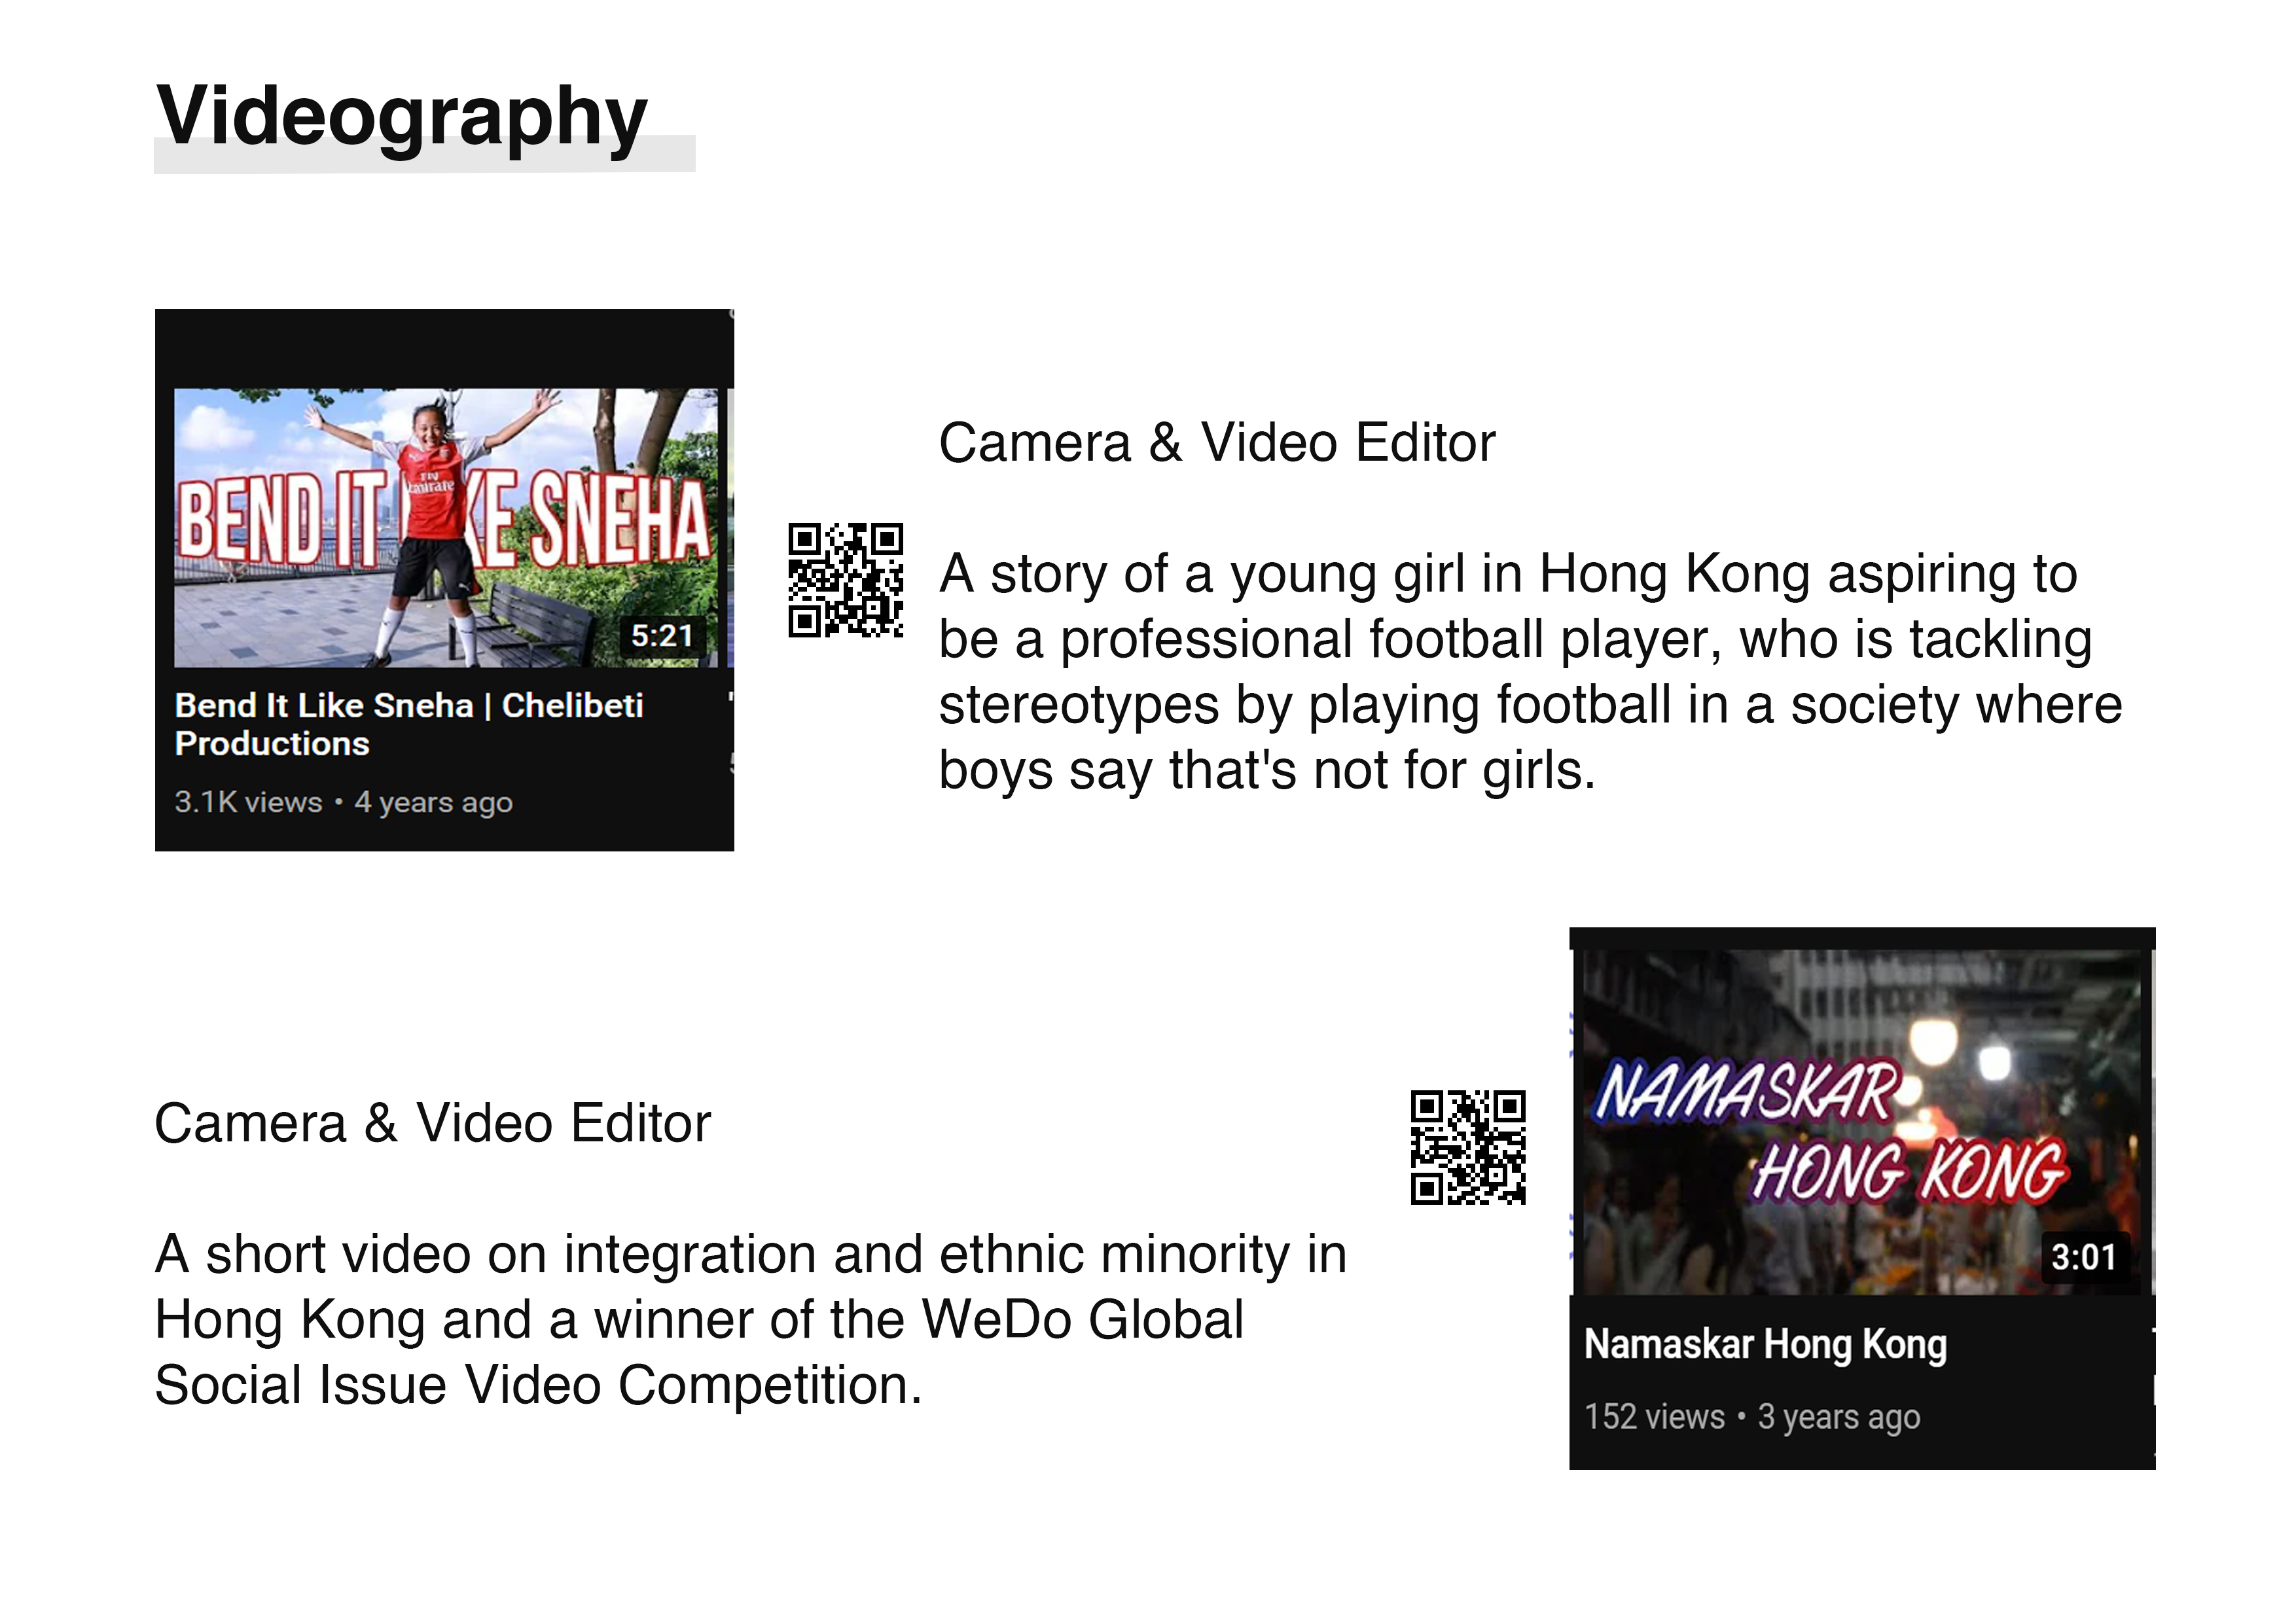 Videography
BEND IT LIKE SNEHA
Fly
Emirates
5:21
Bend It Like Sneha | Chelibeti
Productions
3.1K views • 4 years ago
Camera & Video Editor
A story of a young girl in Hong Kong aspiring to
be a professional football player, who is tackling
stereotypes by playing football in a society where
boys say that's not for girls.
Camera & Video Editor
A short video on integration and ethnic minority in
Hong Kong and a winner of the WeDo Global
Social Issue Video Competition.
NAMASKAR
HONG KONG
3:01
Namaskar Hong Kong
152 views • 3 years ago